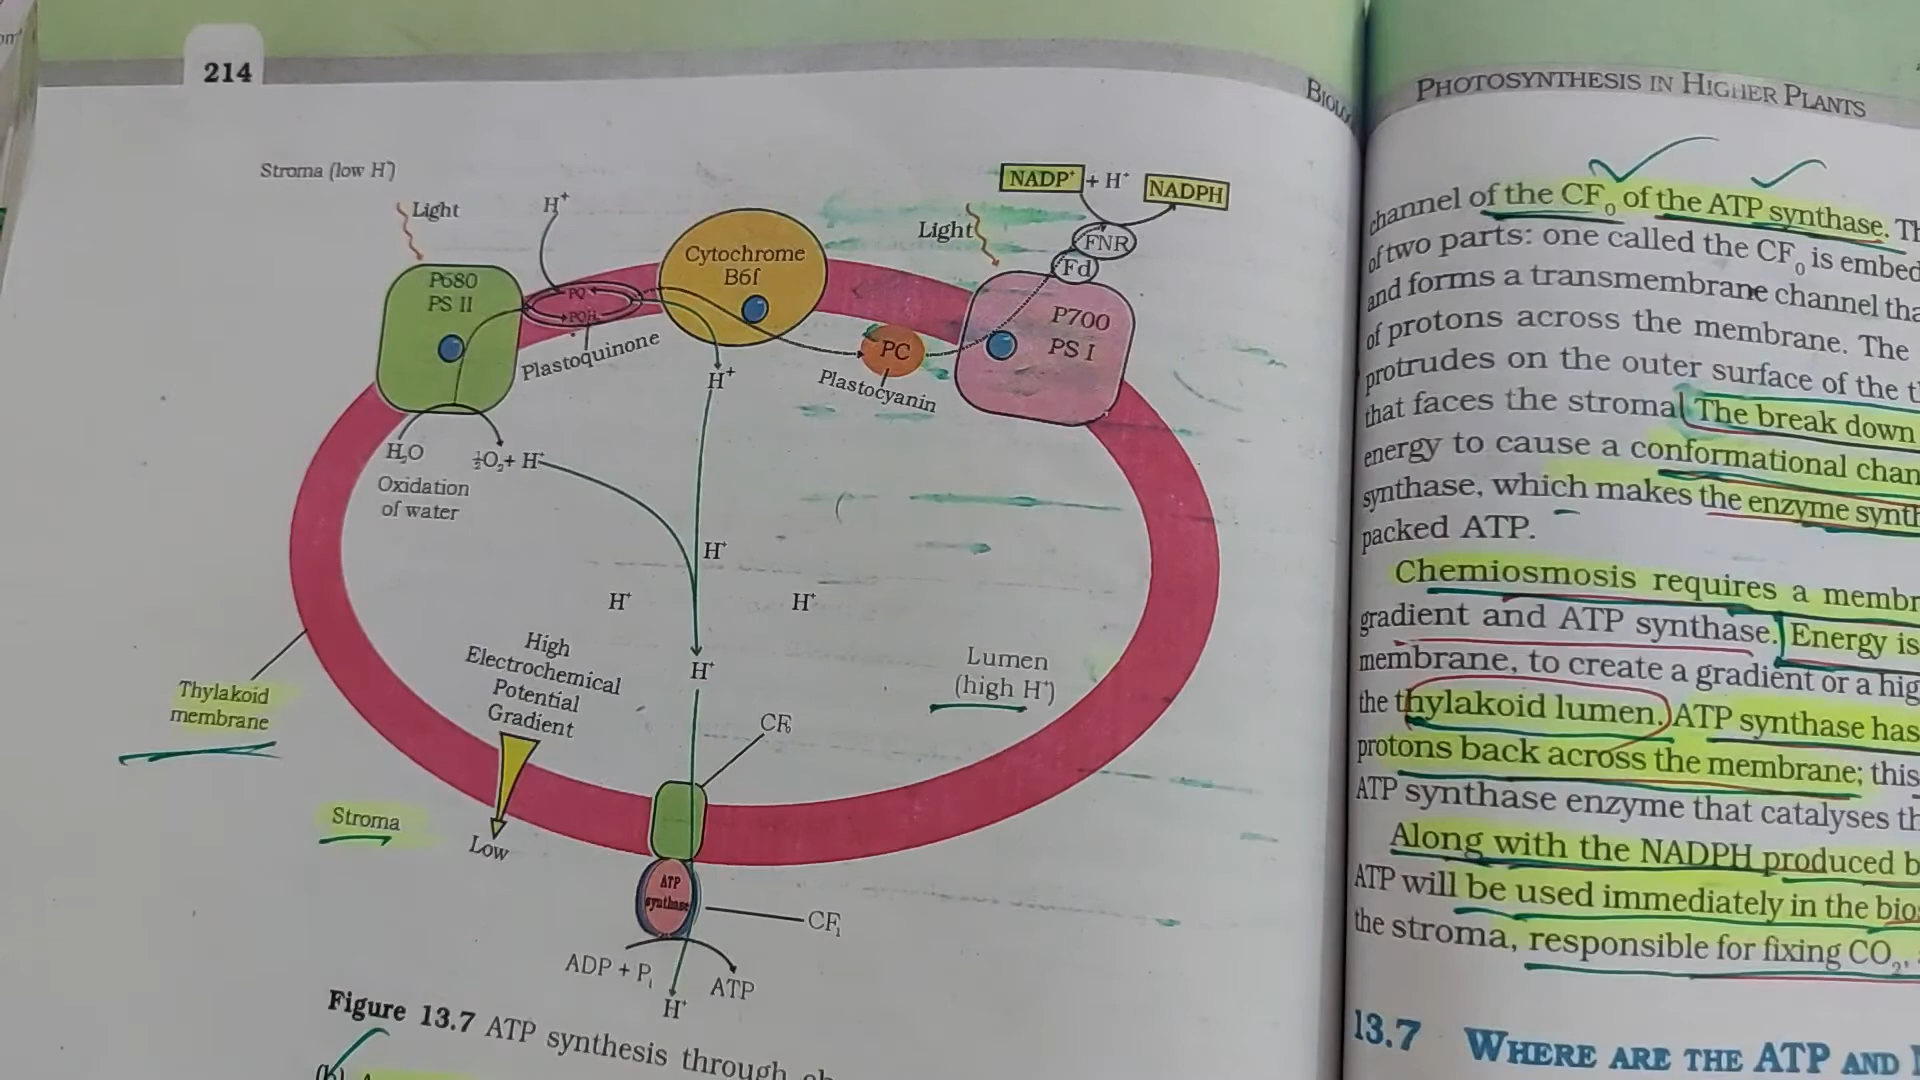 214
Stroma (low H⁺)
Light
H⁺
NADP⁺ + H⁺
NADPH
Light
FNR
Fd
Cytochrome
B6f
P680
PS II
PQ
PQH₂
Plastoquinone
PC
Plastocyanin
P700
PS I
H⁺
H₂O
½O₂+ H⁺
Oxidation
of water
H⁺
H⁺
H⁺
High
Electrochemical
Potential
Gradient
H⁺
Lumen
(high H⁺)
Thylakoid
membrane
CF₀
Stroma
Low
ATP
synthase
CF₁
ADP + Pᵢ
ATP
H⁺
Figure 13.7 ATP synthesis through
PHOTOSYNTHESIS IN HIGHER PLANTS
channel of the CF₀ of the ATP synthase.
of two parts: one called the CF₀ is
and forms a transmembrane channel
of protons across the membrane. The
protrudes on the outer surface of the
that faces the stroma. The break down
energy to cause a conformational
synthase, which makes the enzyme
packed ATP.
Chemiosmosis requires a
gradient and ATP synthase. Energy is
membrane, to create a gradient or a
the thylakoid lumen. ATP synthase has
protons back across the membrane; this
ATP synthase enzyme that catalyses
Along with the NADPH produced
ATP will be used immediately in the
the stroma, responsible for fixing CO₂,
13.7 WHERE ARE THE ATP AND